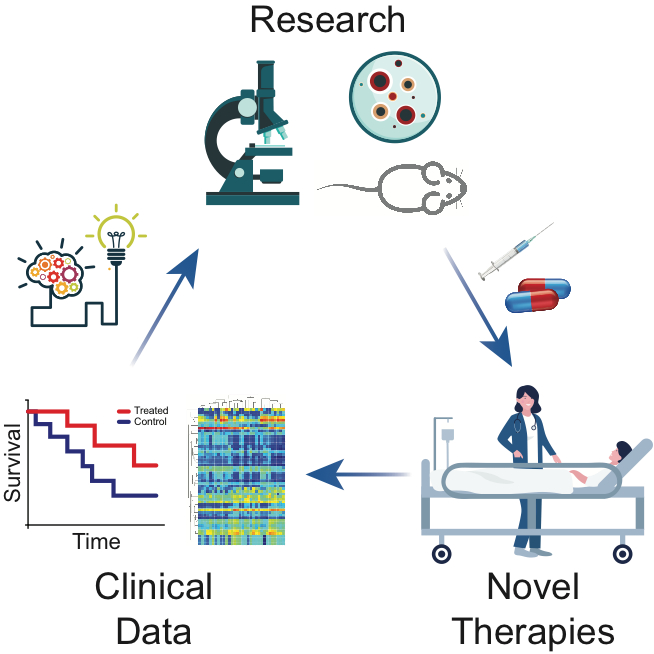 Research
Treated
Control
Survival
Time
Clinical
Data
Novel
Therapies